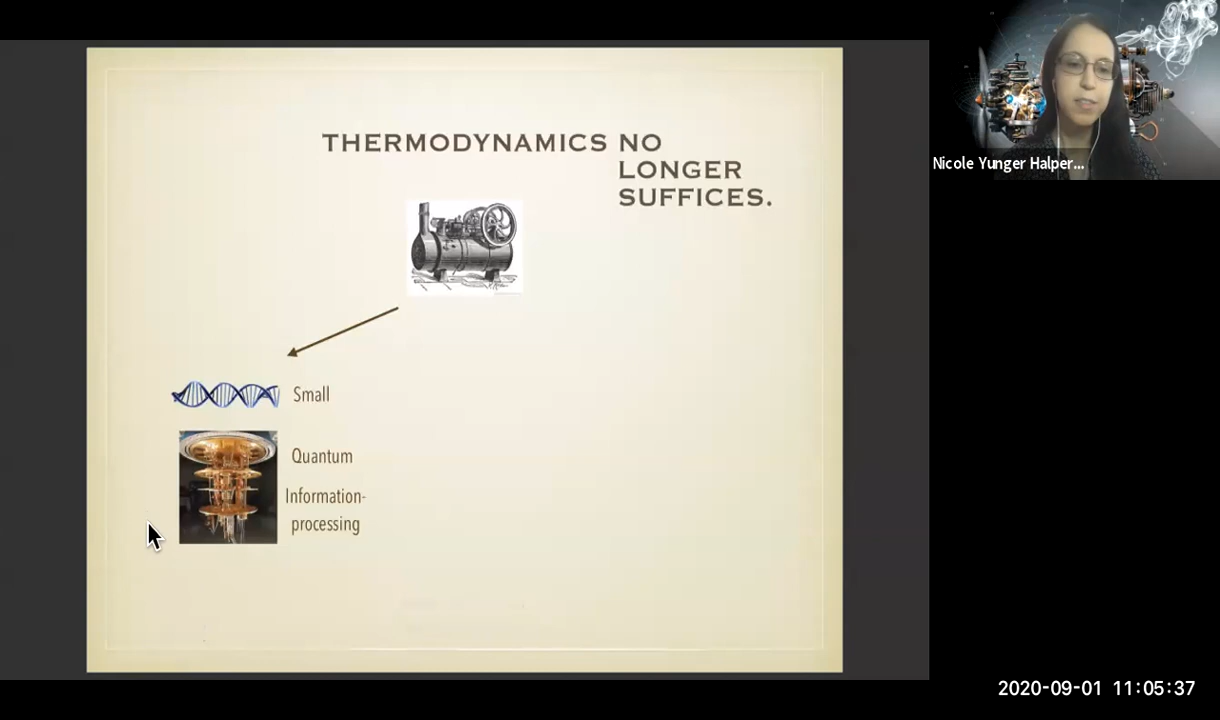 THERMODYNAMICS NO
LONGER
SUFFICES.
Small
Quantum
Information-
processing
Nicole Yunger Halper...
2020-09-01 11:05:37